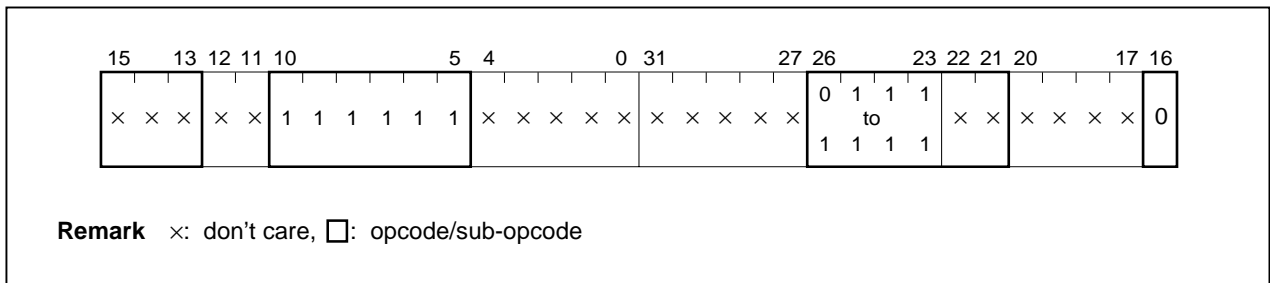 15 13 12 11 10 5 4 0 31 27 26 23 22 21 20 17 16
0 1 1 1
× × × × × 1 1 1 1 1 1 × × × × × × × × × × to × × × × × × 0
1 1 1 1
Remark ×: don't care, □: opcode/sub-opcode